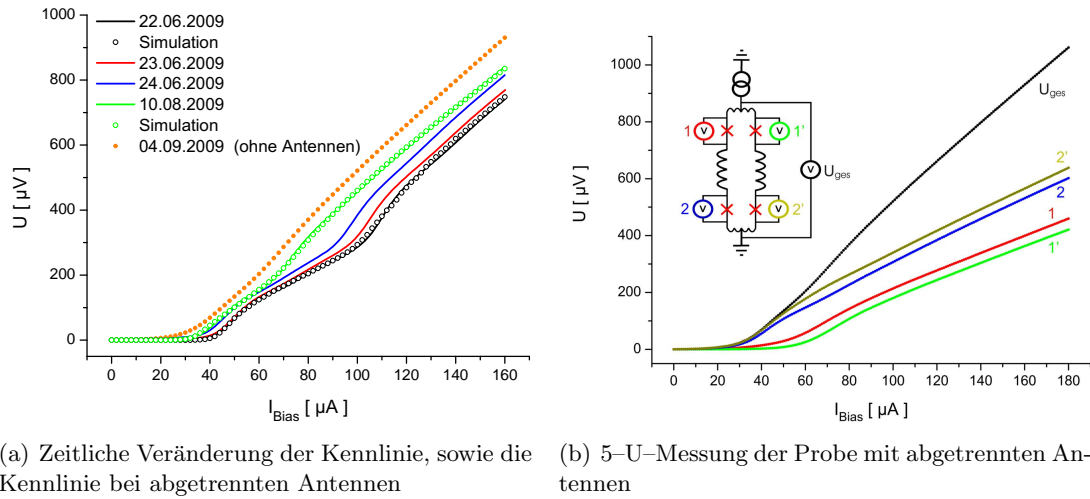 1000
800
600
400
200
0
U [ µV ]
22.06.2009
Simulation
23.06.2009
24.06.2009
10.08.2009
Simulation
04.09.2009 (ohne Antennen)
0 20 40 60 80 100 120 140 160
I_Bias [ µA ]
(a) Zeitliche Veränderung der Kennlinie, sowie die
Kennlinie bei abgetrennten Antennen
1000
800
600
400
200
0
U [ µV ]
U_ges
1 V V 1'
V U_ges
2 V V 2'
2'
2
1
1'
0 20 40 60 80 100 120 140 160 180
I_Bias [ µA ]
(b) 5–U–Messung der Probe mit abgetrennten An-
tennen